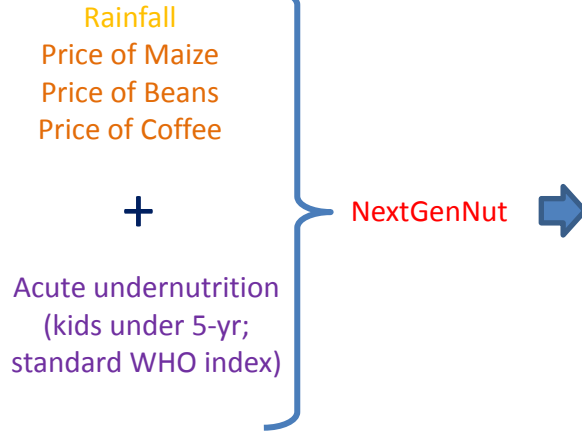 Rainfall
Price of Maize
Price of Beans
Price of Coffee
+
NextGenNut
Acute undernutrition
(kids under 5-yr;
standard WHO index)